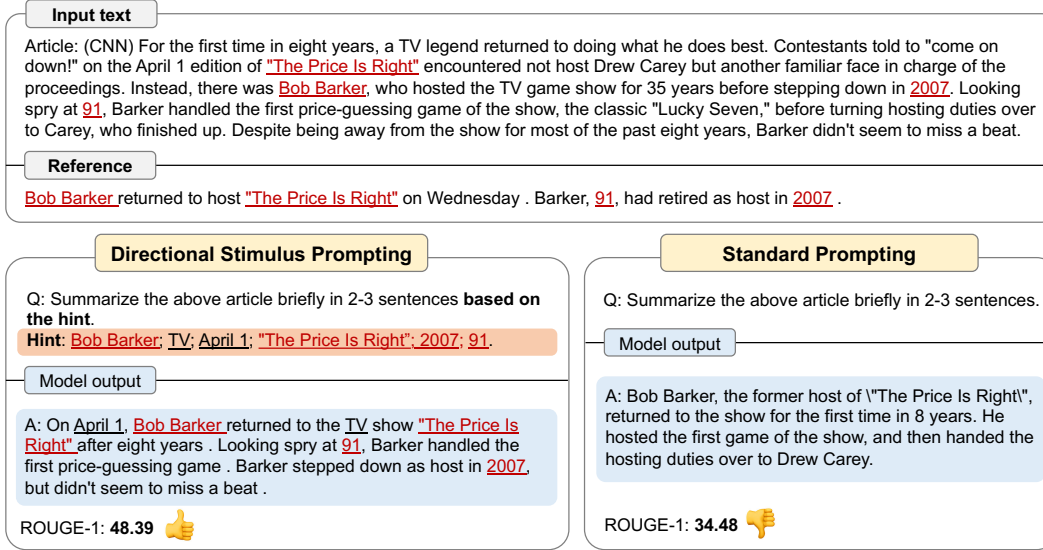 Input text
Article: (CNN) For the first time in eight years, a TV legend returned to doing what he does best. Contestants told to "come on
down!" on the April 1 edition of "The Price Is Right" encountered not host Drew Carey but another familiar face in charge of the
proceedings. Instead, there was Bob Barker, who hosted the TV game show for 35 years before stepping down in 2007. Looking
spry at 91, Barker handled the first price-guessing game of the show, the classic "Lucky Seven," before turning hosting duties over
to Carey, who finished up. Despite being away from the show for most of the past eight years, Barker didn't seem to miss a beat.
Reference
Bob Barker returned to host "The Price Is Right" on Wednesday . Barker, 91, had retired as host in 2007 .
Directional Stimulus Prompting
Q: Summarize the above article briefly in 2-3 sentences based on
the hint.
Hint: Bob Barker; TV; April 1; "The Price Is Right”; 2007; 91.
Model output
A: On April 1, Bob Barker returned to the TV show "The Price Is
Right" after eight years . Looking spry at 91, Barker handled the
first price-guessing game . Barker stepped down as host in 2007,
but didn't seem to miss a beat .
ROUGE-1: 48.39
Standard Prompting
Q: Summarize the above article briefly in 2-3 sentences.
Model output
A: Bob Barker, the former host of \"The Price Is Right\",
returned to the show for the first time in 8 years. He
hosted the first game of the show, and then handed the
hosting duties over to Drew Carey.
ROUGE-1: 34.48